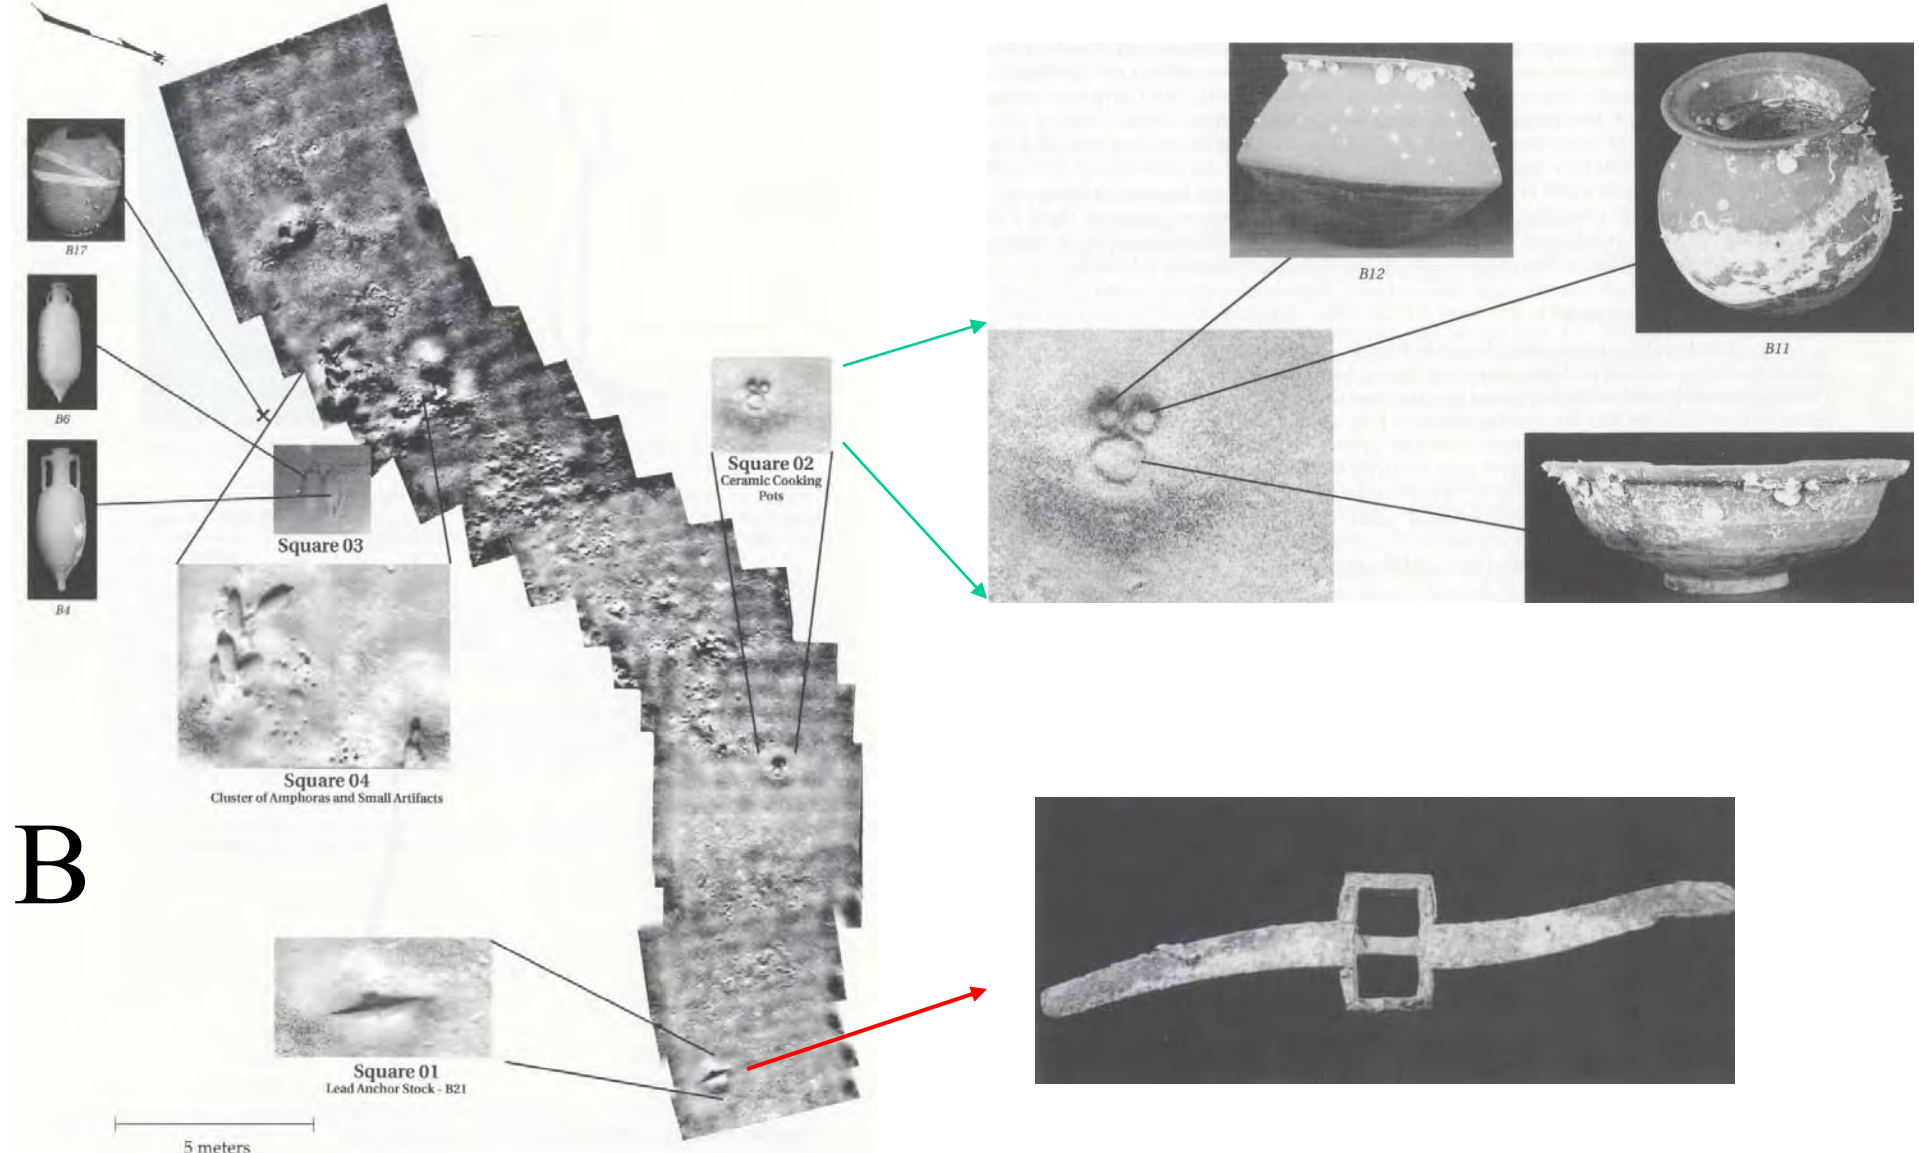 B17
B6
B4
Square 03
Square 04
Cluster of Amphoras and Small Artifacts
Square 02
Ceramic Cooking
Pots
B12
B11
B
Square 01
Lead Anchor Stock - B21
5 meters